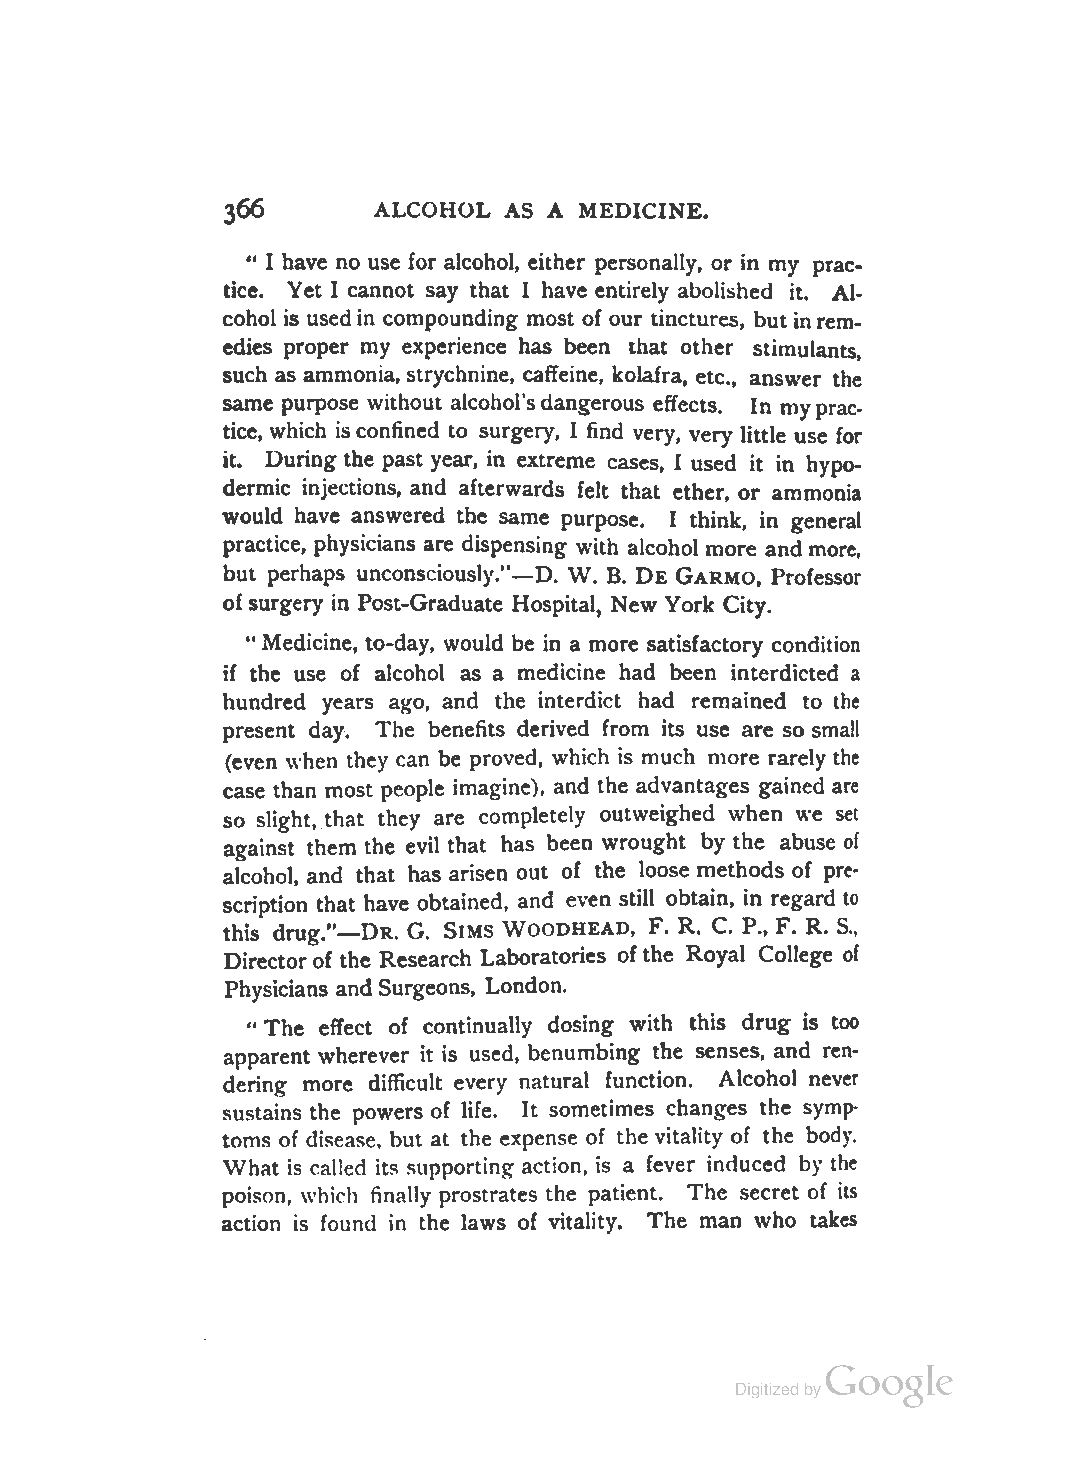 366 ALCOHOL AS A MEDICINE.
" I have no use for alcohol, either personally, or in my prac-
tice. Yet I cannot say that I have entirely abolished it. Al-
cohol is used in compounding most of our tinctures, but in rem-
edies proper my experience has been that other stimulants,
such as ammonia, strychnine, caffeine, kolafra, etc., answer the
same purpose without alcohol's dangerous effects. In my prac-
tice, which is confined to surgery, I find very, very little use for
it. During the past year, in extreme cases, I used it in hypo-
dermic injections, and afterwards felt that ether, or ammonia
would have answered the same purpose. I think, in general
practice, physicians are dispensing with alcohol more and more,
but perhaps unconsciously."—D. W. B. DE GARMO, Professor
of surgery in Post-Graduate Hospital, New York City.
" Medicine, to-day, would be in a more satisfactory condition
if the use of alcohol as a medicine had been interdicted a
hundred years ago, and the interdict had remained to the
present day. The benefits derived from its use are so small
(even when they can be proved, which is much more rarely the
case than most people imagine), and the advantages gained are
so slight, that they are completely outweighed when we set
against them the evil that has been wrought by the abuse of
alcohol, and that has arisen out of the loose methods of pre-
scription that have obtained, and even still obtain, in regard to
this drug."—DR. G. SIMS WOODHEAD, F. R. C. P., F. R. S.,
Director of the Research Laboratories of the Royal College of
Physicians and Surgeons, London.
" The effect of continually dosing with this drug is too
apparent wherever it is used, benumbing the senses, and ren-
dering more difficult every natural function. Alcohol never
sustains the powers of life. It sometimes changes the symp-
toms of disease, but at the expense of the vitality of the body.
What is called its supporting action, is a fever induced by the
poison, which finally prostrates the patient. The secret of its
action is found in the laws of vitality. The man who takes
Digitized by Google